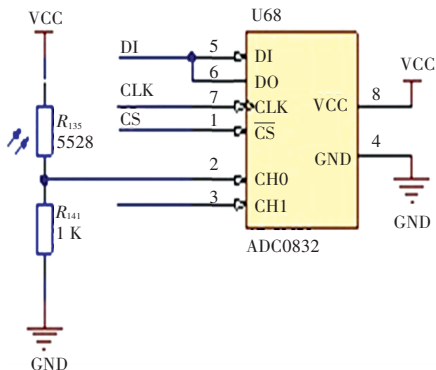 U68
VCC
DI
5
DI
6
DO
CLK
7
CLK
VCC
8
VCC
CS
1
CS
R135
5528
GND
4
2
CH0
3
CH1
GND
R141
1 K
ADC0832
GND